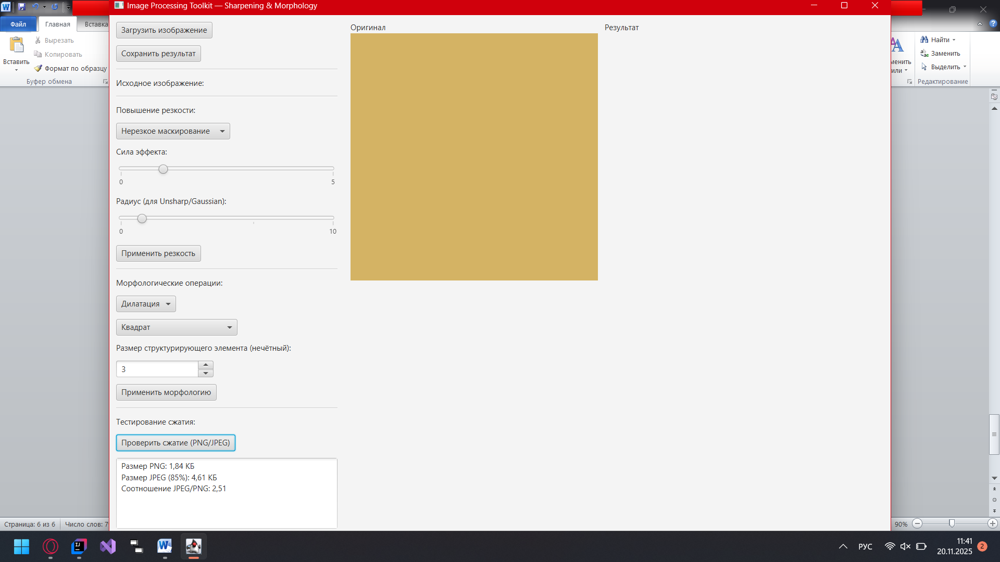 Image Processing Toolkit — Sharpening & Morphology
Файл
Главная
Вставка
Вставить
Вырезать
Копировать
Формат по образцу
Буфер обмена
Найти
Заменить
Выделить
Редактирование
Загрузить изображение
Сохранить результат
Исходное изображение:
Повышение резкости:
Нерезкое маскирование
Сила эффекта:
0 5
Радиус (для Unsharp/Gaussian):
0 10
Применить резкость
Морфологические операции:
Дилатация
Квадрат
Размер структурирующего элемента (нечётный):
3
Применить морфологию
Тестирование сжатия:
Проверить сжатие (PNG/JPEG)
Размер PNG: 1,84 КБ
Размер JPEG (85%): 4,61 КБ
Соотношение JPEG/PNG: 2,51
Оригинал
Результат
Страница: 6 из 6
Число слов: 7
90%
РУС
11:41
20.11.2025
2